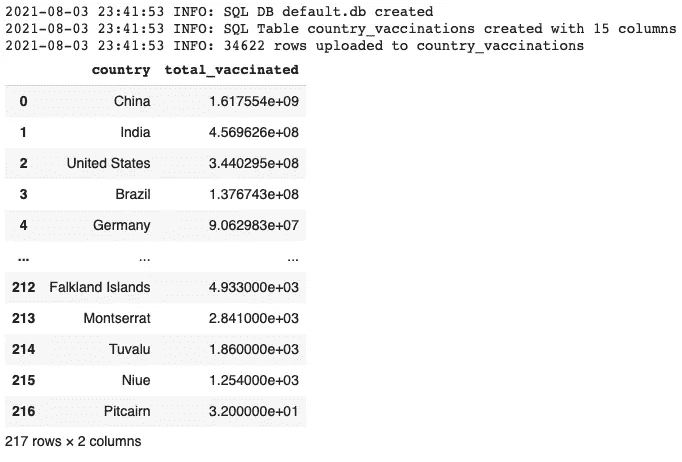 2021-08-03 23:41:53 INFO: SQL DB default.db created
2021-08-03 23:41:53 INFO: SQL Table country_vaccinations created with 15 columns
2021-08-03 23:41:53 INFO: 34622 rows uploaded to country_vaccinations
country total_vaccinated
0 China 1.617554e+09
1 India 4.569626e+08
2 United States 3.440295e+08
3 Brazil 1.376743e+08
4 Germany 9.062983e+07
... ... ...
212 Falkland Islands 4.933000e+03
213 Montserrat 2.841000e+03
214 Tuvalu 1.860000e+03
215 Niue 1.254000e+03
216 Pitcairn 3.200000e+01
217 rows × 2 columns